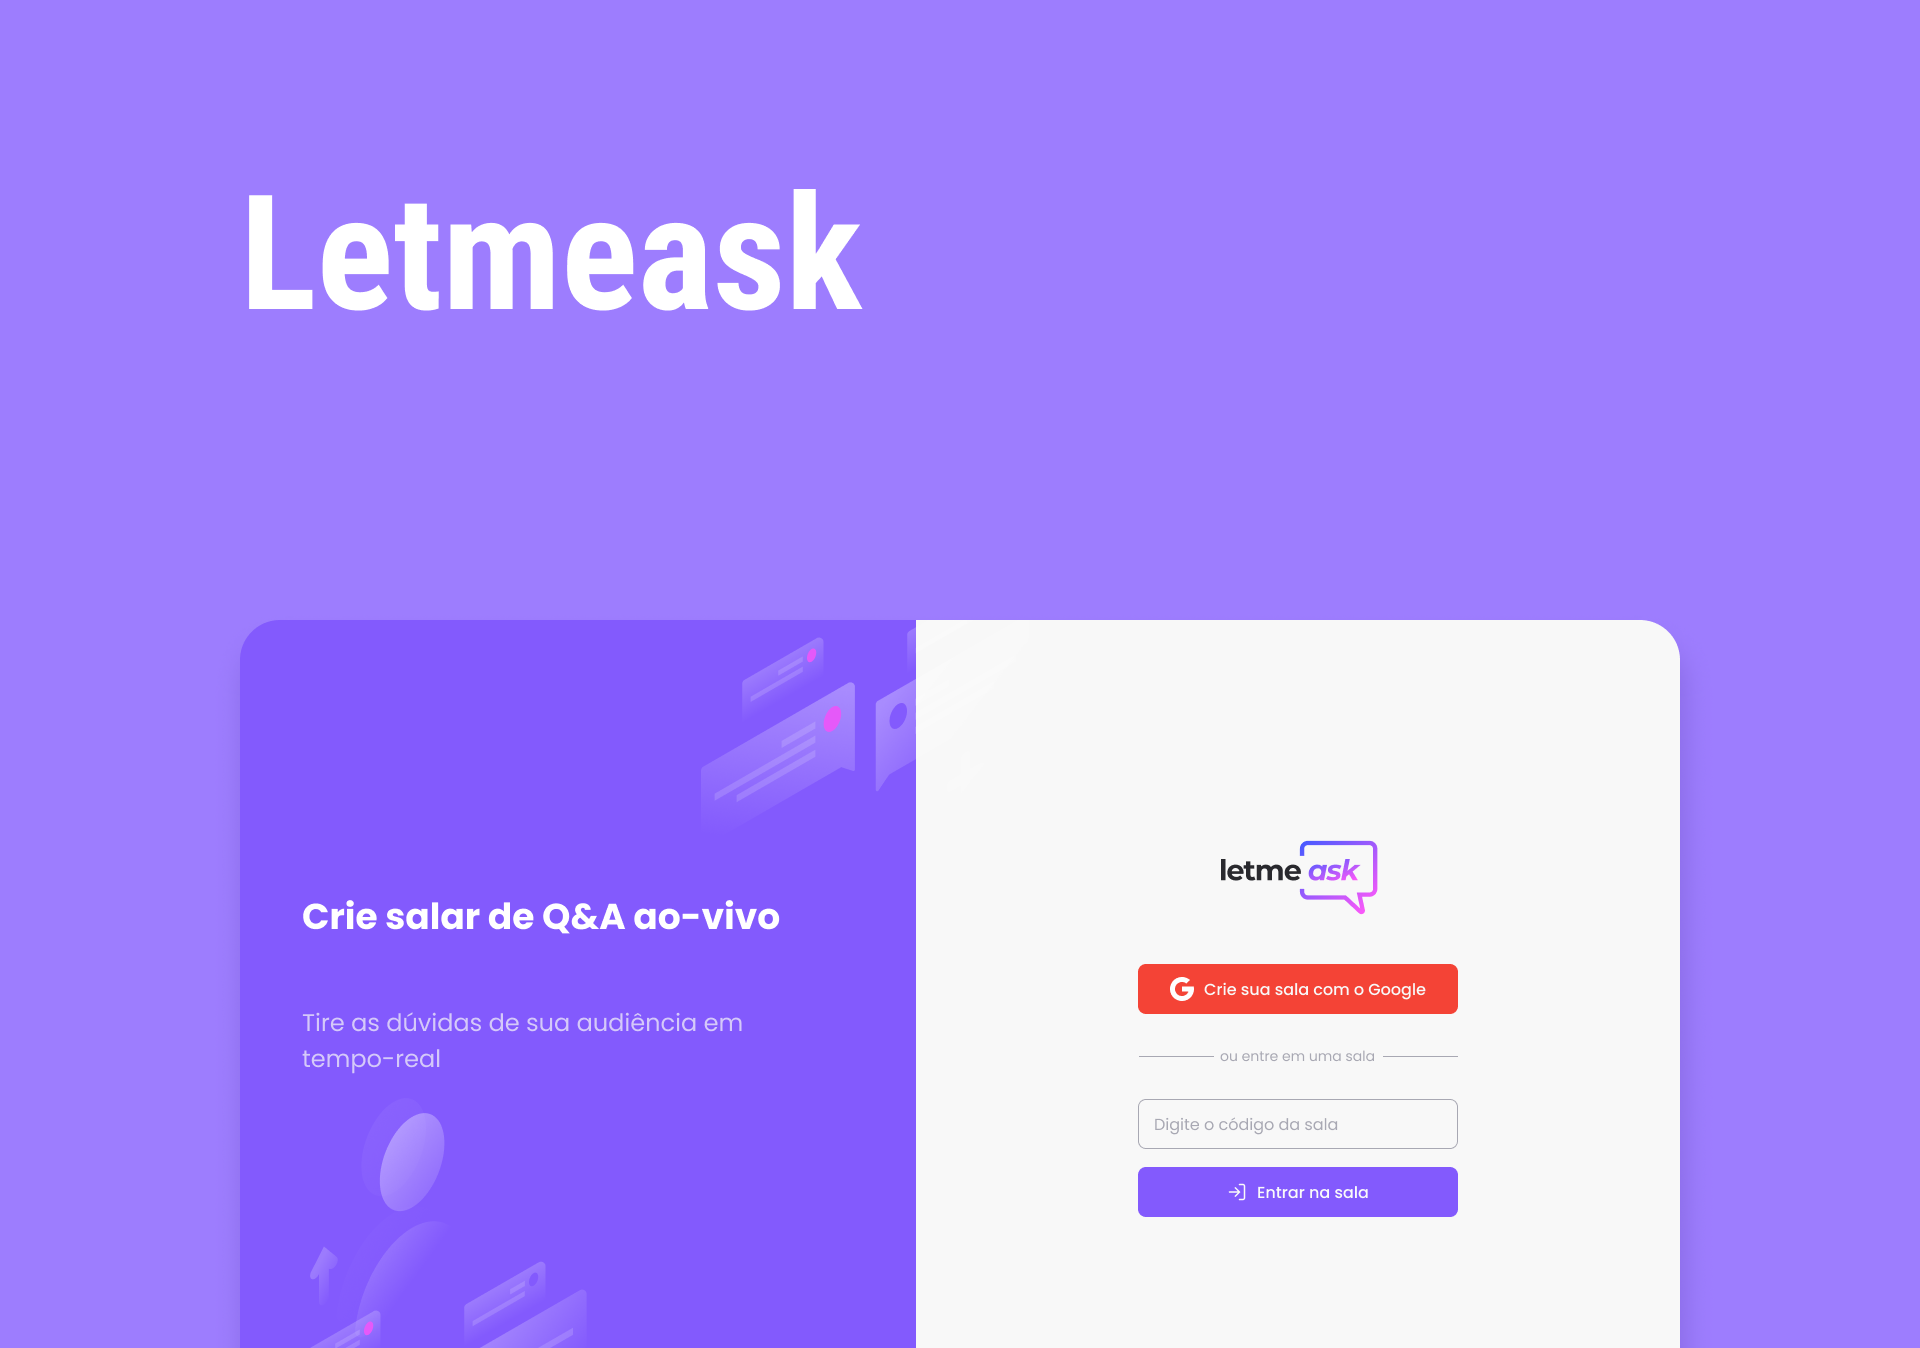 Letmeask
Crie salar de Q&A ao-vivo
Tire as dúvidas de sua audiência em
tempo-real
letme ask
Crie sua sala com o Google
ou entre em uma sala
Digite o código da sala
Entrar na sala